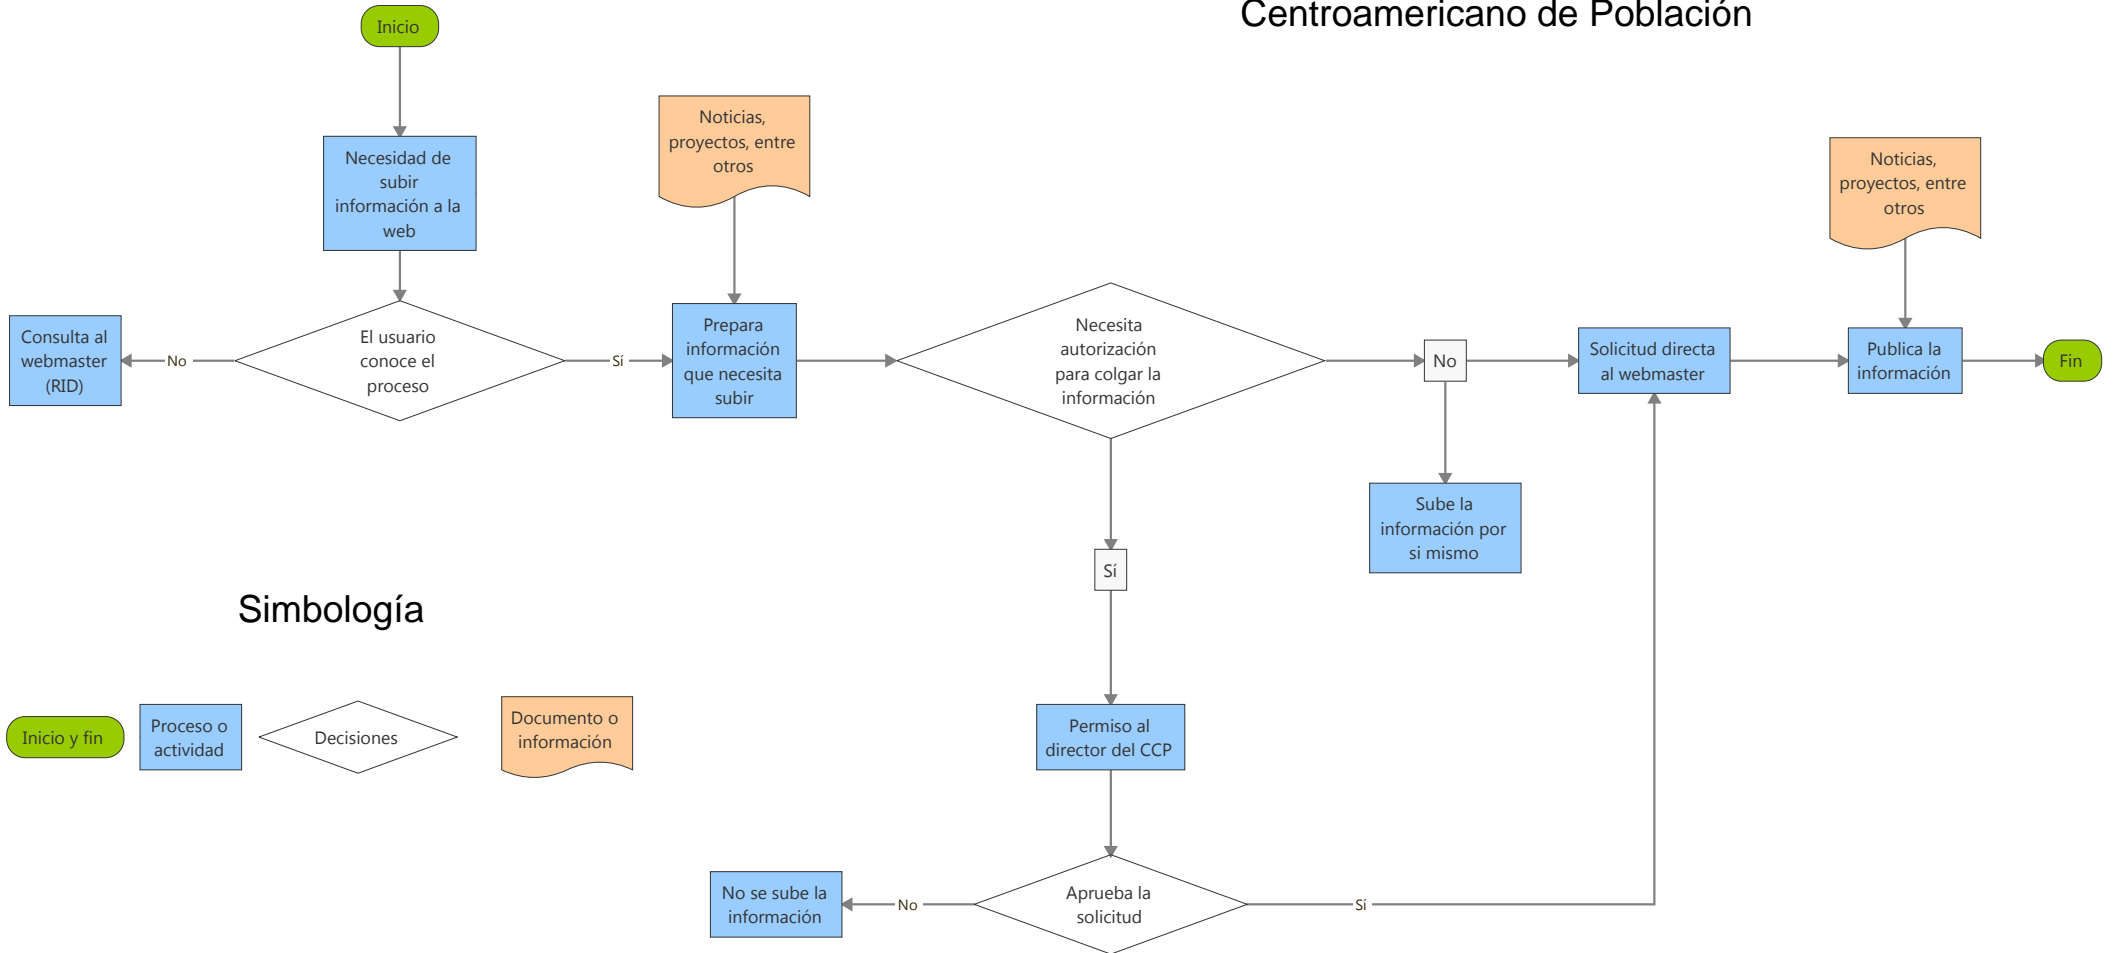 Centroamericano de Población
Inicio
Necesidad de
subir
información a la
web
Noticias,
proyectos, entre
otros
Noticias,
proyectos, entre
otros
Consulta al
webmaster
(RID)
No
El usuario
conoce el
proceso
Sí
Prepara
información
que necesita
subir
Necesita
autorización
para colgar la
información
No
Solicitud directa
al webmaster
Publica la
información
Fin
Sube la
información por
si mismo
Sí
Simbología
Inicio y fin
Proceso o
actividad
Decisiones
Documento o
información
Permiso al
director del CCP
No se sube la
información
No
Aprueba la
solicitud
Sí